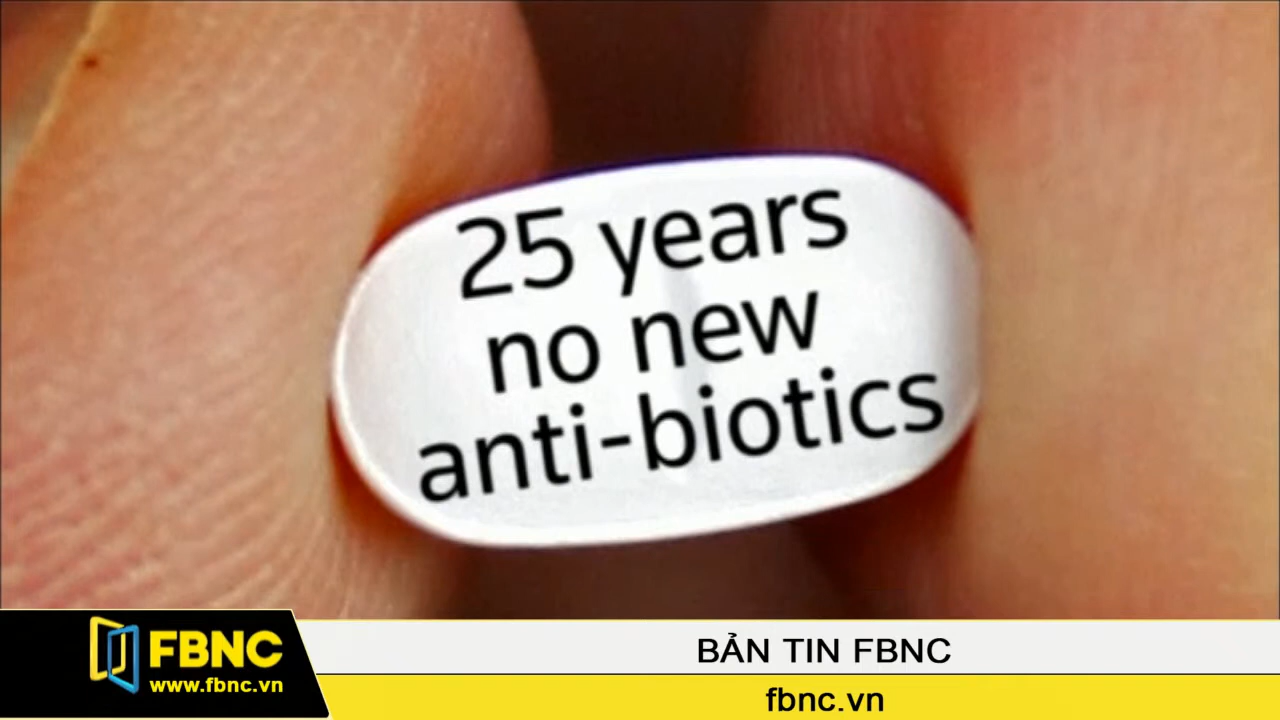 25 years
no new
anti-biotics
FBNC
www.fbnc.vn
BẢN TIN FBNC
fbnc.vn